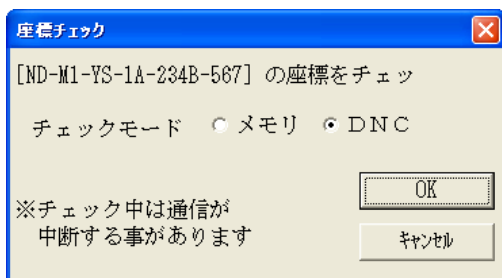 座標ﾁｪｯｸ
[ND-M1-YS-1A-234B-567] の座標をチェッ
チェックモード メモリ DNC
OK
※チェック中は通信が
中断する事があります
ｷｬﾝｾﾙ